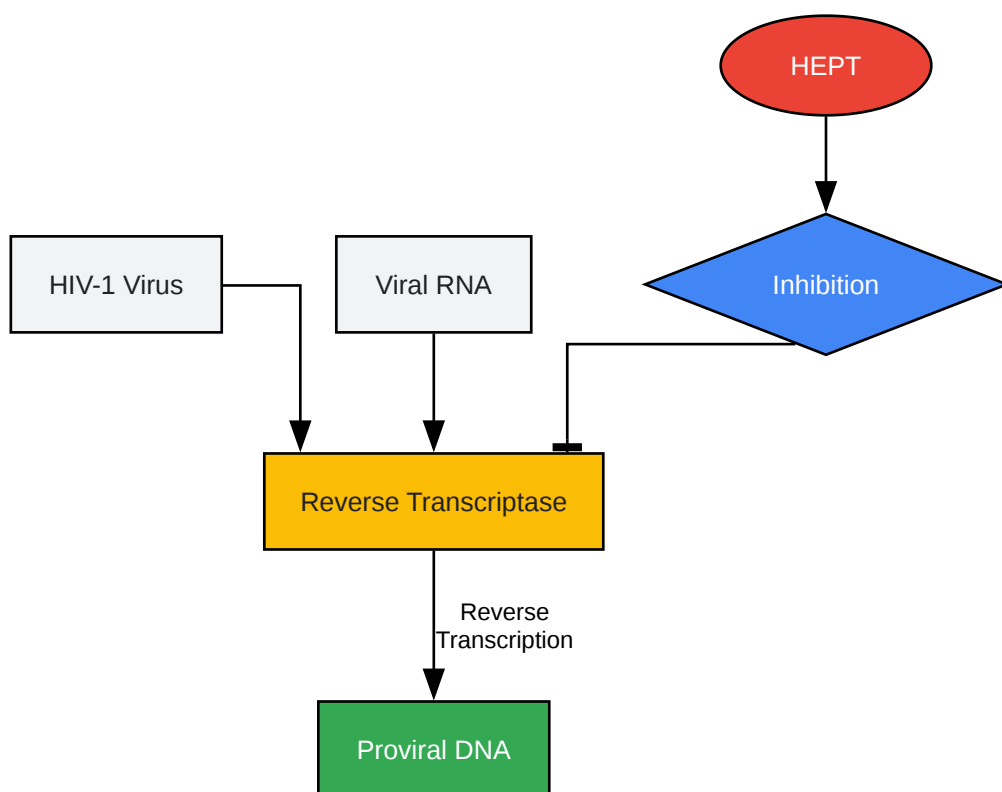 HEPT
HIV-1 Virus
Viral RNA
Inhibition
Reverse Transcriptase
Reverse
Transcription
Proviral DNA